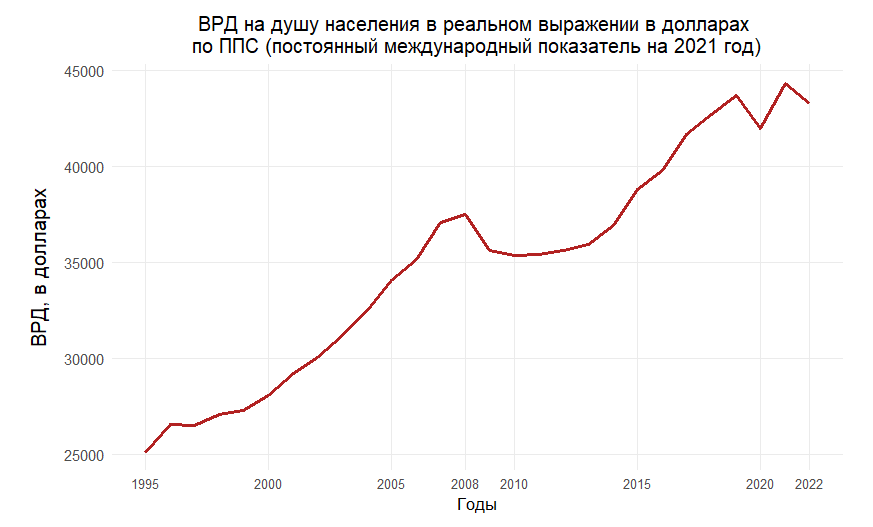 ВРД на душу населения в реальном выражении в долларах
по ППС (постоянный международный показатель на 2021 год)
ВРД, в долларах
45000
40000
35000
30000
25000
1995 2000 2005 2008 2010 2015 2020 2022
Годы